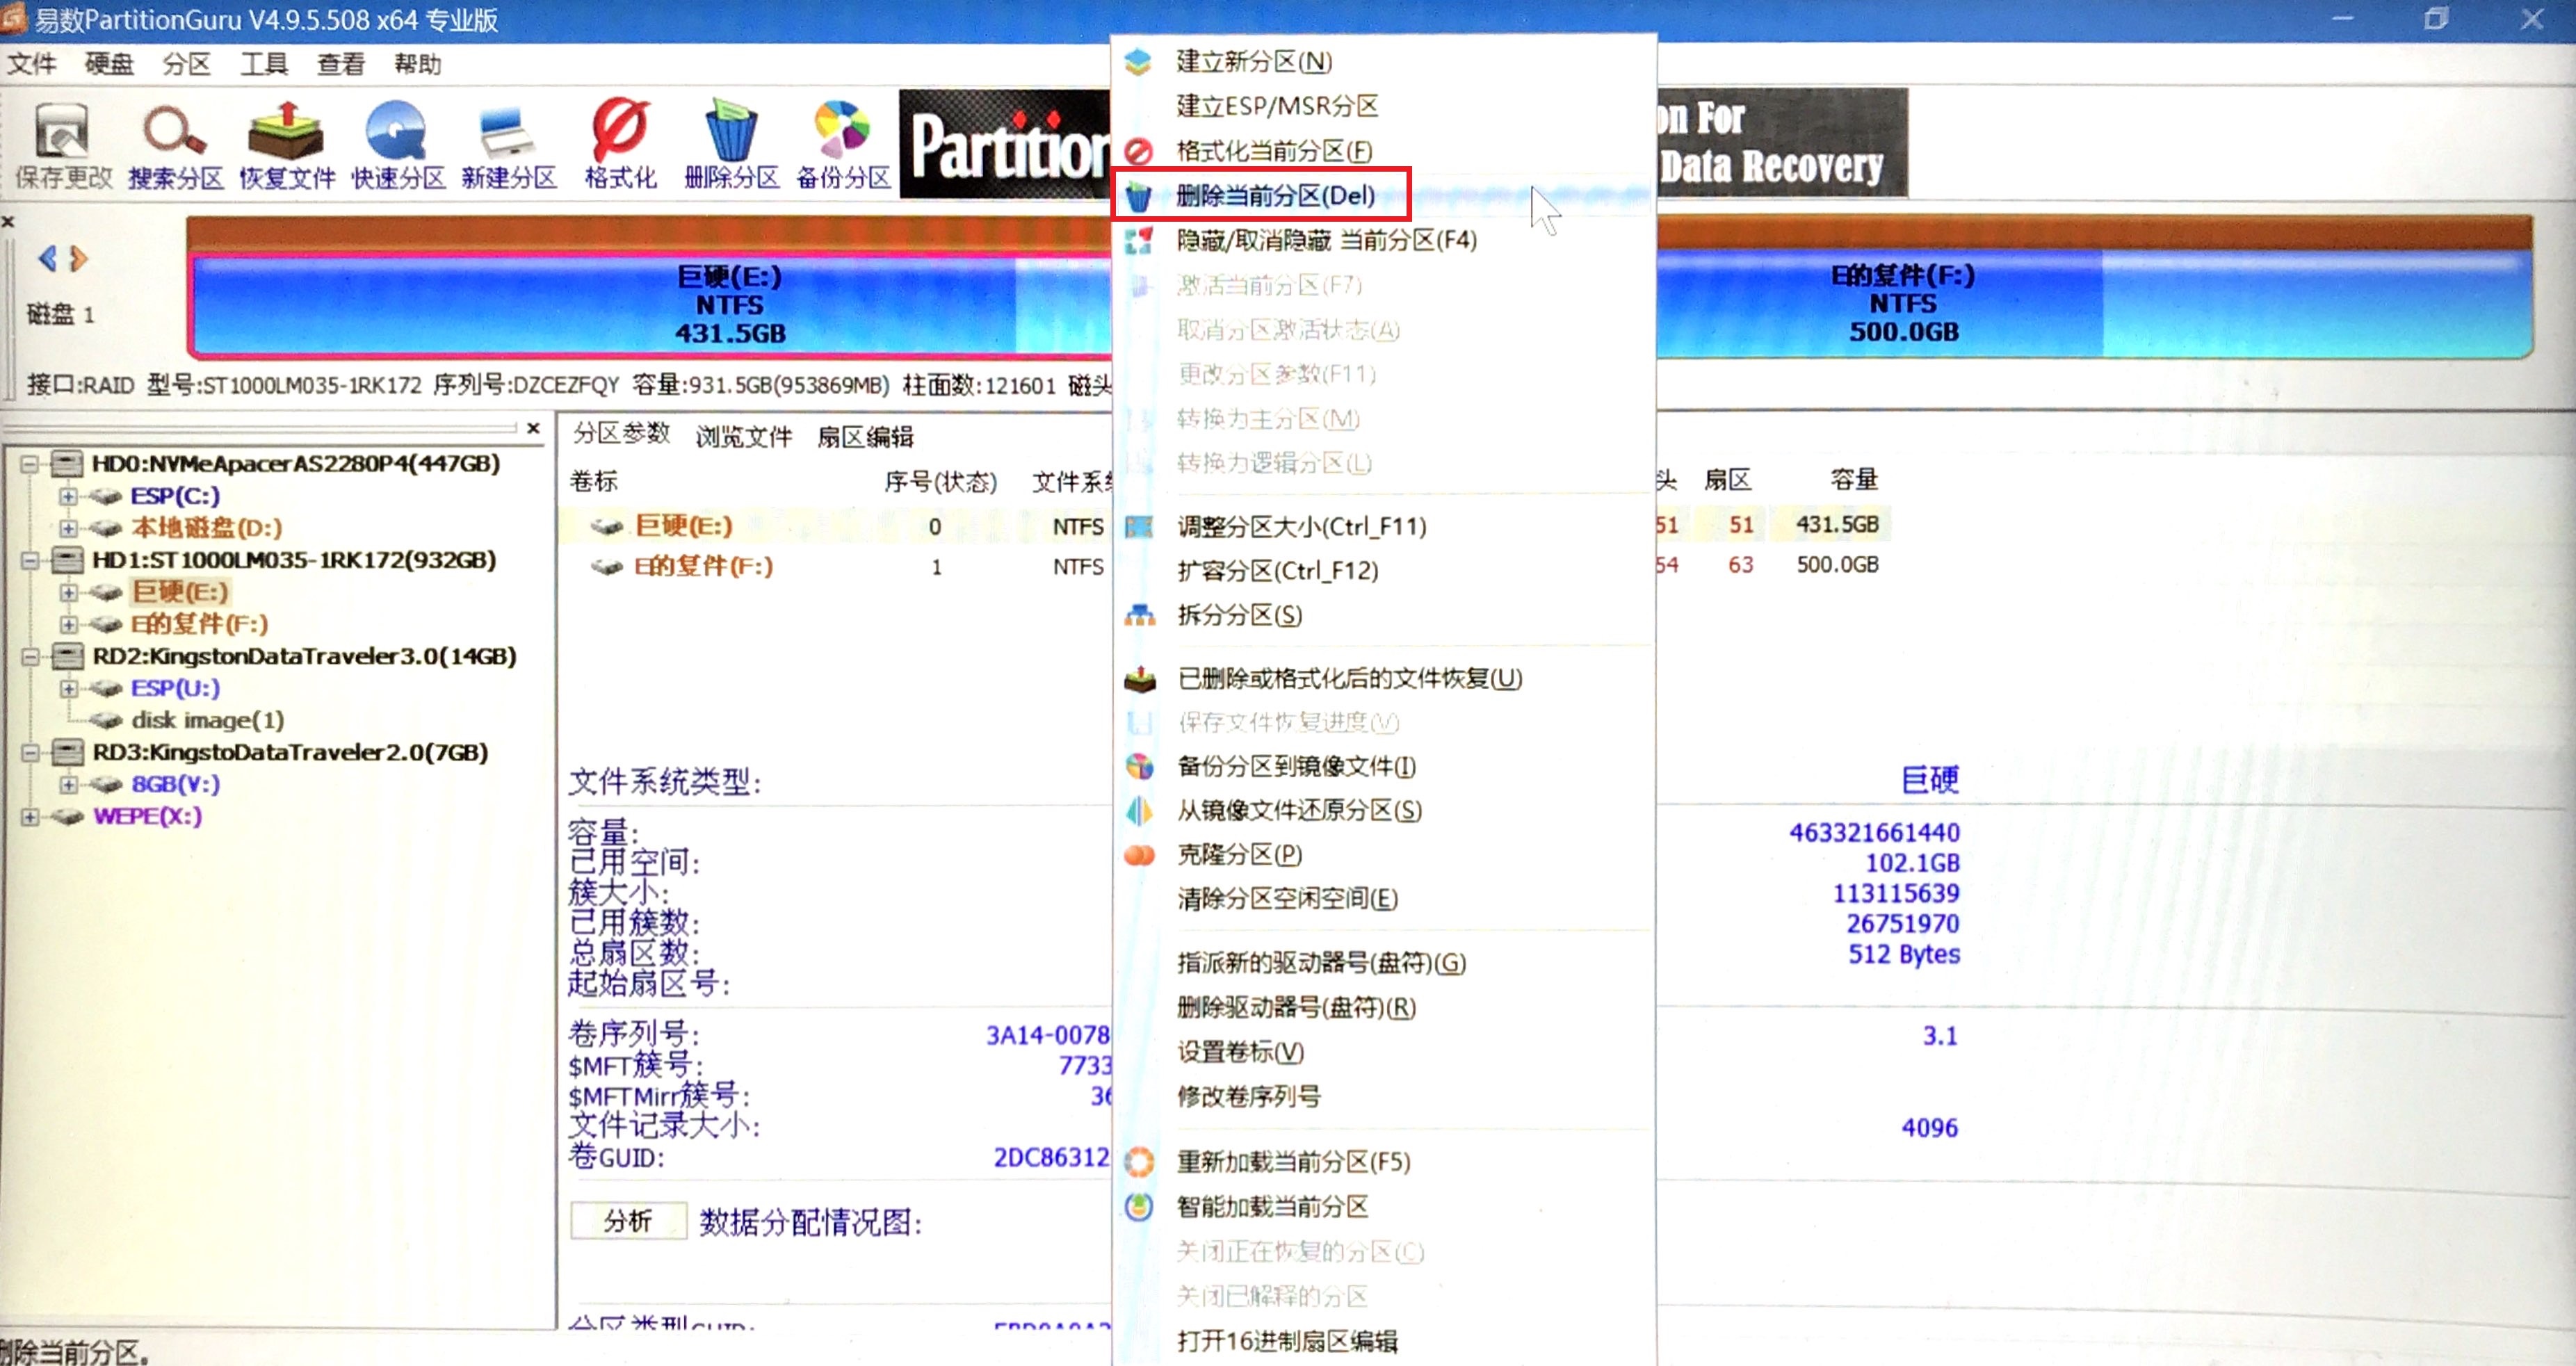 易数PartitionGuru V4.9.5.508 x64 专业版
文件 硬盘 分区 工具 查看 帮助
保存更改 搜索分区 恢复文件 快速分区 新建分区 格式化 删除分区 备份分区
Partition
on For
Data Recovery
磁盘 1
巨硬(E:)
NTFS
431.5GB
E的复件(F:)
NTFS
500.0GB
接口:RAID 型号:ST1000LM035-1RK172 序列号:DZCEZFQY 容量:931.5GB(953869MB) 柱面数:121601 磁头
HD0:NVMeApacerAS2280P4(447GB)
ESP(C:)
本地磁盘(D:)
HD1:ST1000LM035-1RK172(932GB)
巨硬(E:)
E的复件(F:)
RD2:KingstonDataTraveler3.0(14GB)
ESP(U:)
disk image(1)
RD3:KingstoDataTraveler2.0(7GB)
8GB(V:)
WEPE(X:)
分区参数 浏览文件 扇区编辑
卷标 序号(状态) 文件系统 头 扇区 容量
巨硬(E:) 0 NTFS 51 51 431.5GB
E的复件(F:) 1 NTFS 54 63 500.0GB
文件系统类型: 巨硬
容量: 463321661440
已用空间: 102.1GB
簇大小: 113115639
已用簇数: 26751970
总扇区数: 512 Bytes
起始扇区号:
卷序列号: 3A14-0078 3.1
$MFT簇号: 7733
$MFTMirr簇号: 36
文件记录大小: 4096
卷GUID: 2DC86312
分析 数据分配情况图:
分区类型GUID:
建立新分区(N)
建立ESP/MSR分区
格式化当前分区(F)
删除当前分区(Del)
隐藏/取消隐藏 当前分区(F4)
激活当前分区(F7)
取消分区激活状态(A)
更改分区参数(F11)
转换为主分区(M)
转换为逻辑分区(L)
调整分区大小(Ctrl_F11)
扩容分区(Ctrl_F12)
拆分分区(S)
已删除或格式化后的文件恢复(U)
保存文件恢复进度(V)
备份分区到镜像文件(I)
从镜像文件还原分区(S)
克隆分区(P)
清除分区空闲空间(E)
指派新的驱动器号(盘符)(G)
删除驱动器号(盘符)(R)
设置卷标(V)
修改卷序列号
重新加载当前分区(F5)
智能加载当前分区
关闭正在恢复的分区(C)
关闭已解释的分区
打开16进制扇区编辑
删除当前分区。